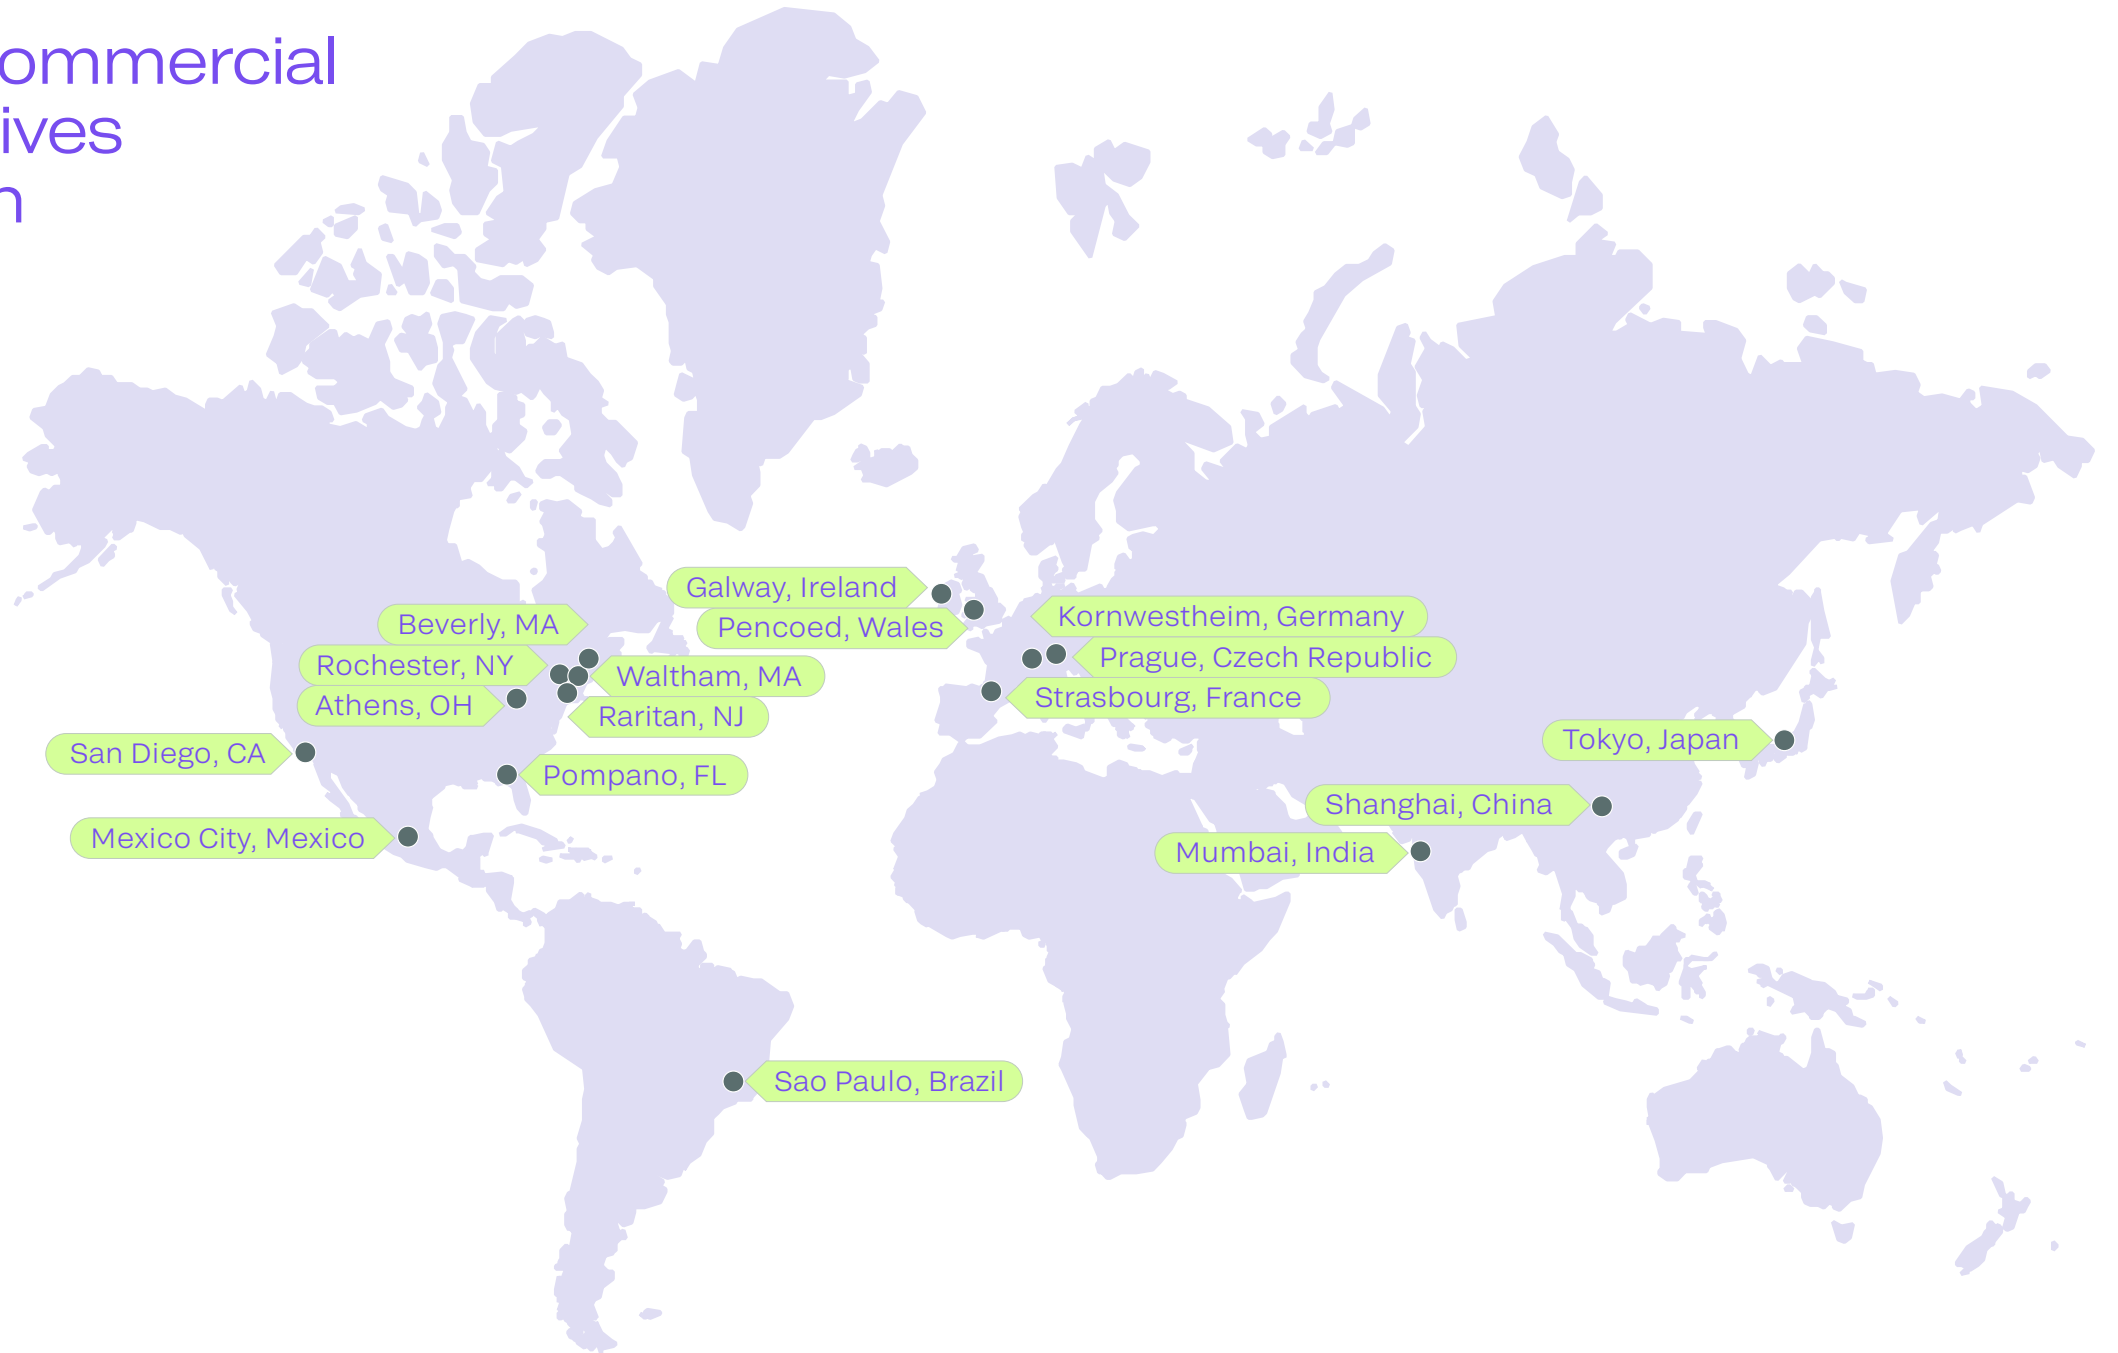 ommercial
ives
n
Galway, Ireland
Beverly, MA
Pencoed, Wales
Kornwestheim, Germany
Rochester, NY
Waltham, MA
Prague, Czech Republic
Athens, OH
Raritan, NJ
Strasbourg, France
San Diego, CA
Pompano, FL
Tokyo, Japan
Mexico City, Mexico
Shanghai, China
Mumbai, India
Sao Paulo, Brazil